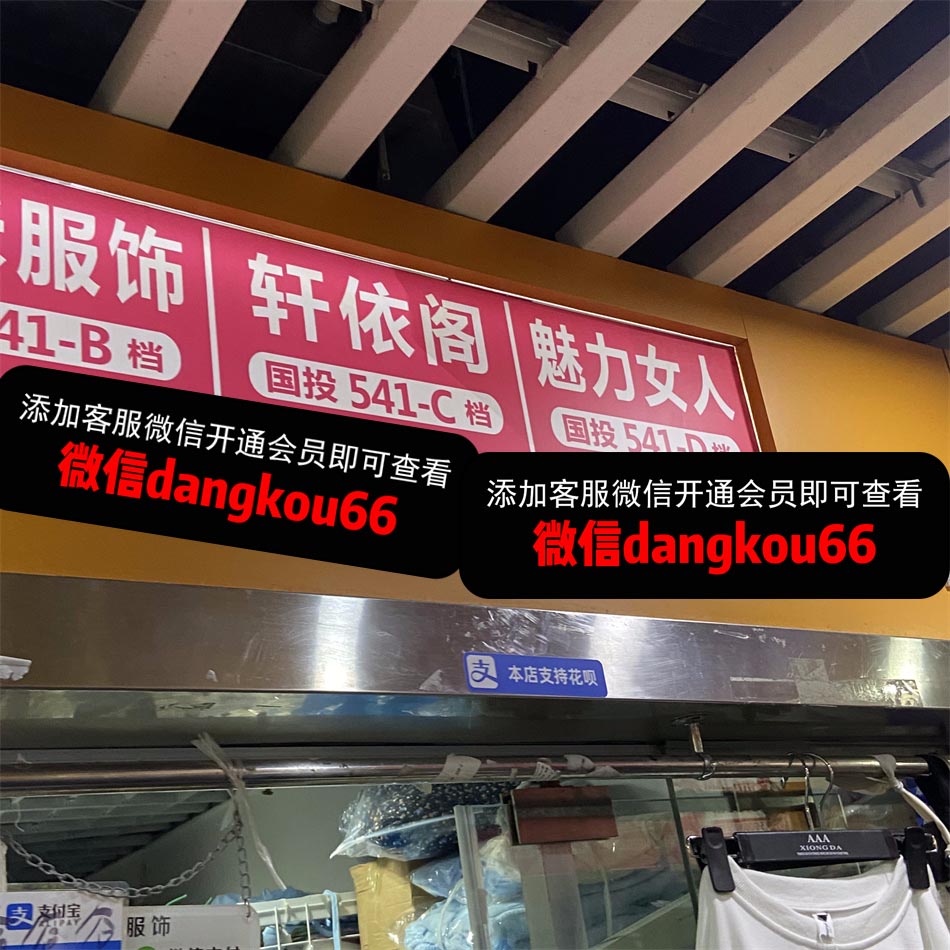 服饰
41-B 档
轩依阁
国投 541-C 档
魅力女人
国投 541-D 档
添加客服微信开通会员即可查看
微信dangkou66
添加客服微信开通会员即可查看
微信dangkou66
支 本店支持花呗
AAA
XIONGDA
支 支付宝
ALIPAY
服饰